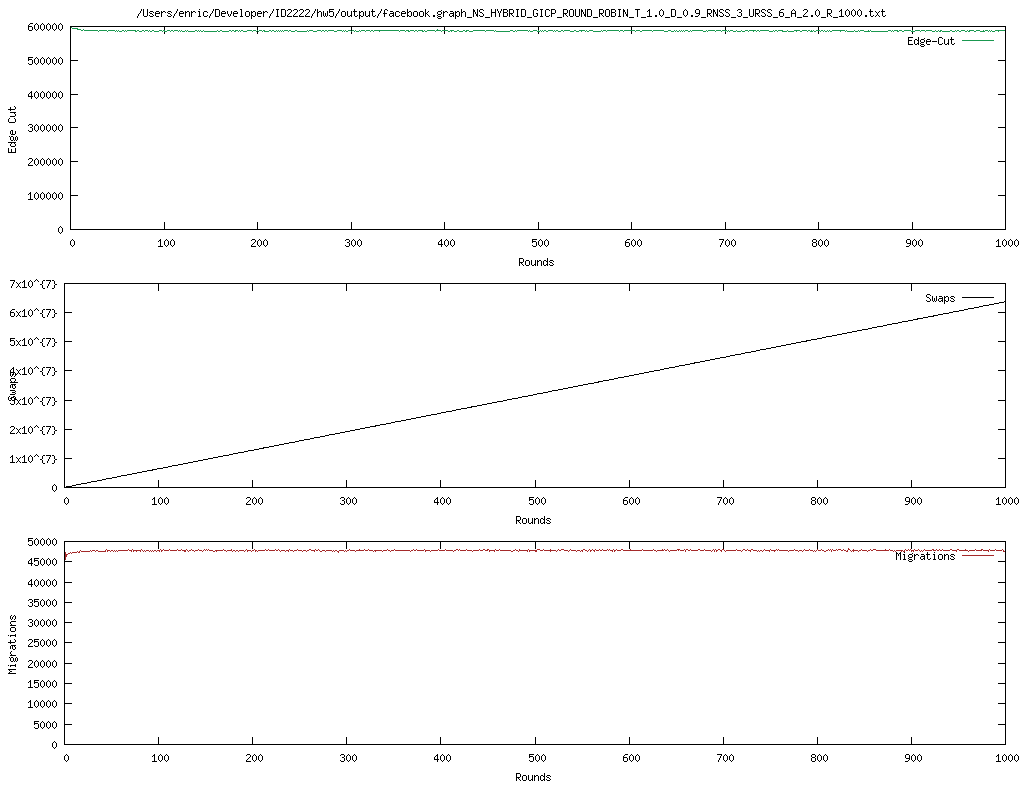 /Users/enric/Developer/ID2222/hw5/output/facebook.graph_NS_HYBRID_GICP_ROUND_ROBIN_T_1.0_D_0.9_RNSS_3_URSS_6_A_2.0_R_1000.txt
600000
500000
400000
300000
200000
100000
0
Edge Cut
Edge-Cut
0 100 200 300 400 500 600 700 800 900 1000
Rounds
7x10^{7}
6x10^{7}
5x10^{7}
4x10^{7}
3x10^{7}
2x10^{7}
1x10^{7}
0
Swaps
Swaps
0 100 200 300 400 500 600 700 800 900 1000
Rounds
50000
45000
40000
35000
30000
25000
20000
15000
10000
5000
0
Migrations
Migrations
0 100 200 300 400 500 600 700 800 900 1000
Rounds